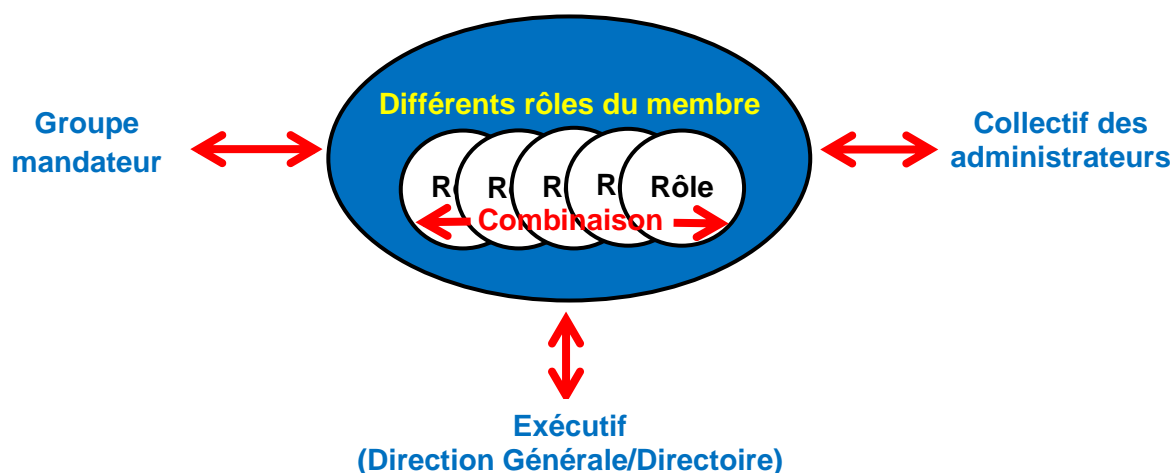 Différents rôles du membre
Groupe
mandateur
Collectif des
administrateurs
R R R R Rôle
Combinaison
Exécutif
(Direction Générale/Directoire)